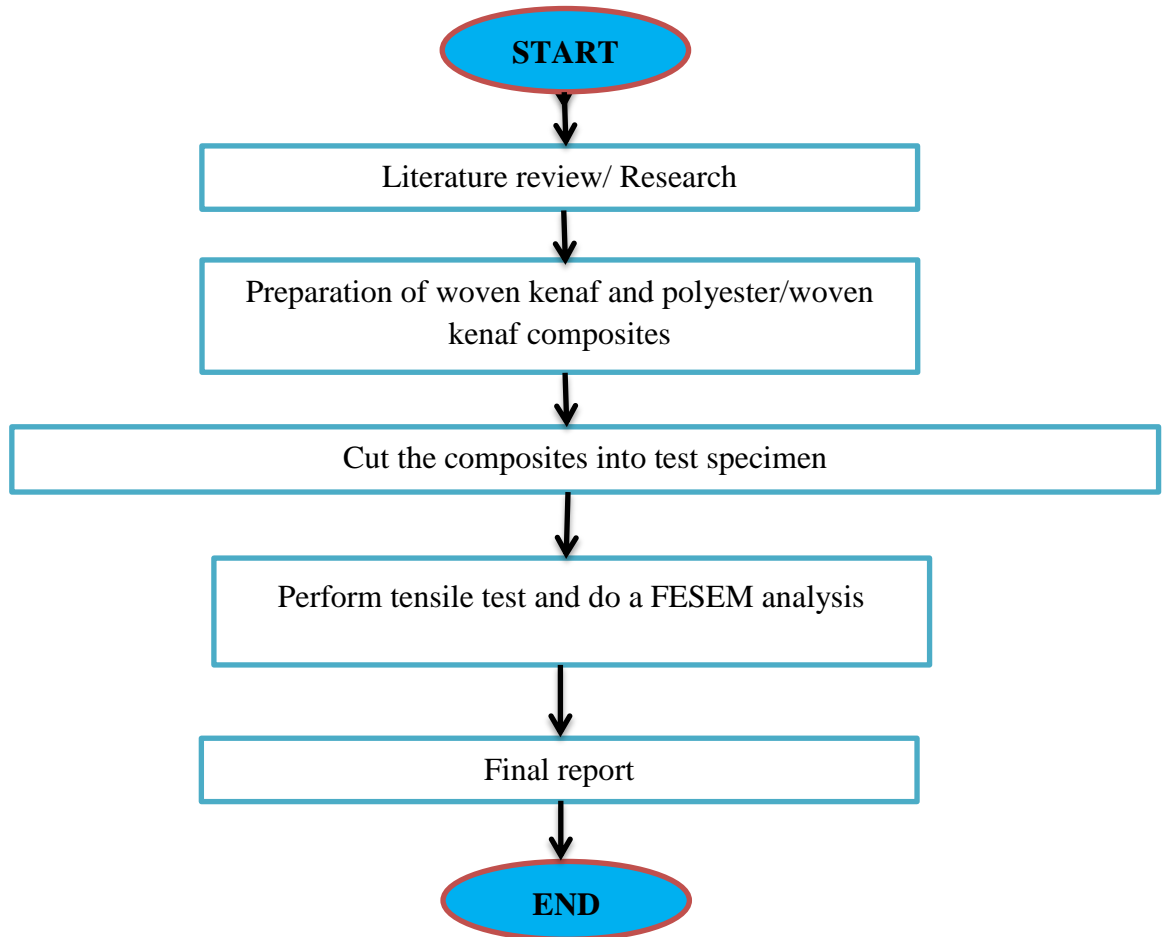 START
Literature review/ Research
Preparation of woven kenaf and polyester/woven
kenaf composites
Cut the composites into test specimen
Perform tensile test and do a FESEM analysis
Final report
END